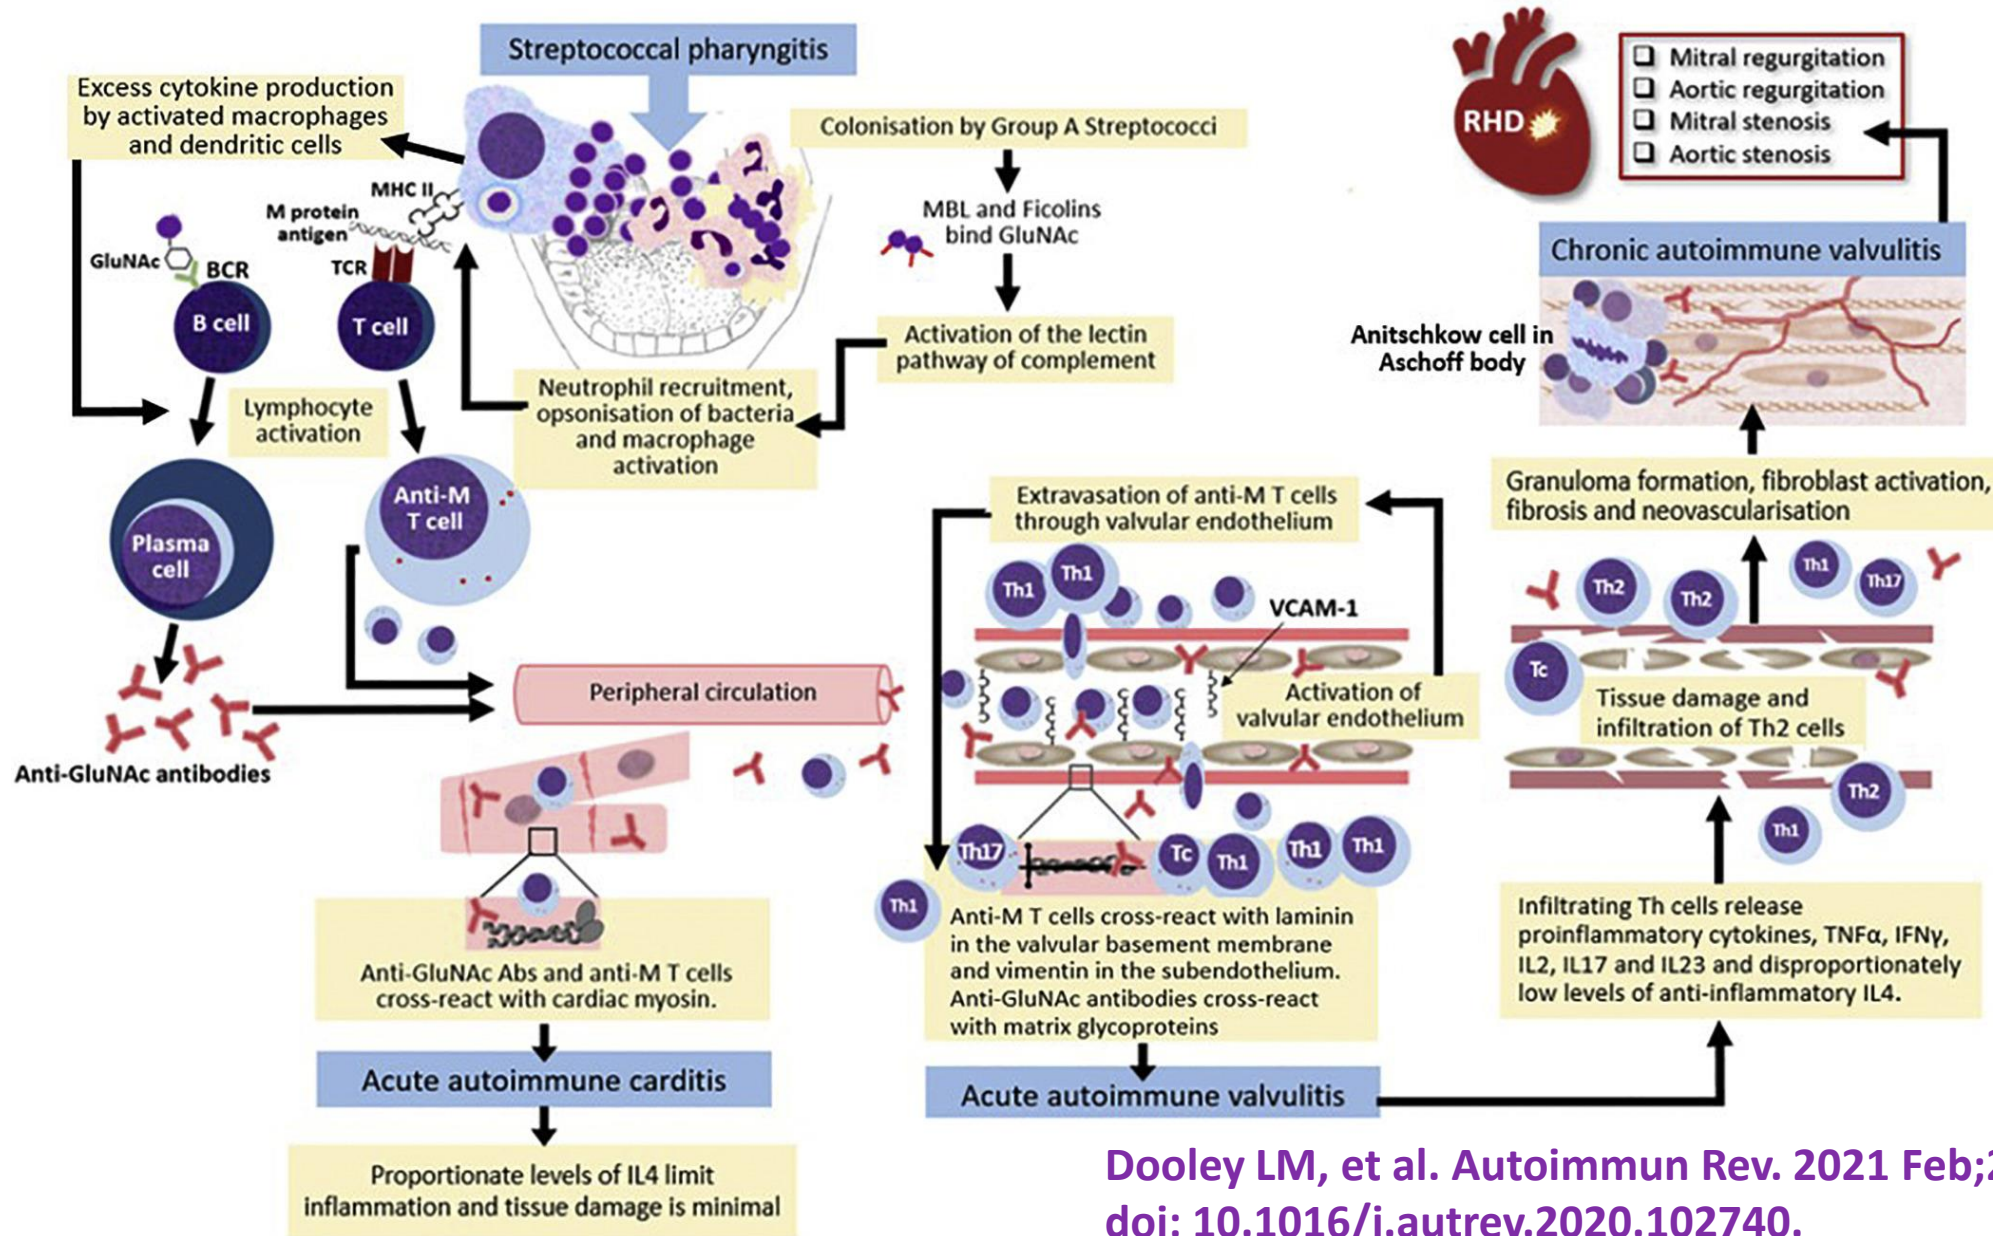 Streptococcal pharyngitis
Excess cytokine production
by activated macrophages
and dendritic cells
Colonisation by Group A Streptococci
MBL and Ficolins
bind GluNAc
Activation of the lectin
pathway of complement
Neutrophil recruitment,
opsonisation of bacteria
and macrophage
activation
MHC II
M protein
antigen
TCR
GluNAc
BCR
B cell
T cell
Lymphocyte
activation
Plasma
cell
Anti-M
T cell
Anti-GluNAc antibodies
Peripheral circulation
Anti-GluNAc Abs and anti-M T cells
cross-react with cardiac myosin.
Acute autoimmune carditis
Proportionate levels of IL4 limit
inflammation and tissue damage is minimal
Extravasation of anti-M T cells
through valvular endothelium
Th1
Th1
VCAM-1
Activation of
valvular endothelium
Th17
Tc
Th1
Th1
Th1
Th1
Anti-M T cells cross-react with laminin
in the valvular basement membrane
and vimentin in the subendothelium.
Anti-GluNAc antibodies cross-react
with matrix glycoproteins
Acute autoimmune valvulitis
RHD
❑ Mitral regurgitation
❑ Aortic regurgitation
❑ Mitral stenosis
❑ Aortic stenosis
Chronic autoimmune valvulitis
Anitschkow cell in
Aschoff body
Granuloma formation, fibroblast activation,
fibrosis and neovascularisation
Th2
Th2
Th1
Th17
Tc
Tissue damage and
infiltration of Th2 cells
Th2
Th1
Infiltrating Th cells release
proinflammatory cytokines, TNFα, IFNγ,
IL2, IL17 and IL23 and disproportionately
low levels of anti-inflammatory IL4.
Dooley LM, et al. Autoimmun Rev. 2021 Feb;
doi: 10.1016/j.autrev.2020.102740.